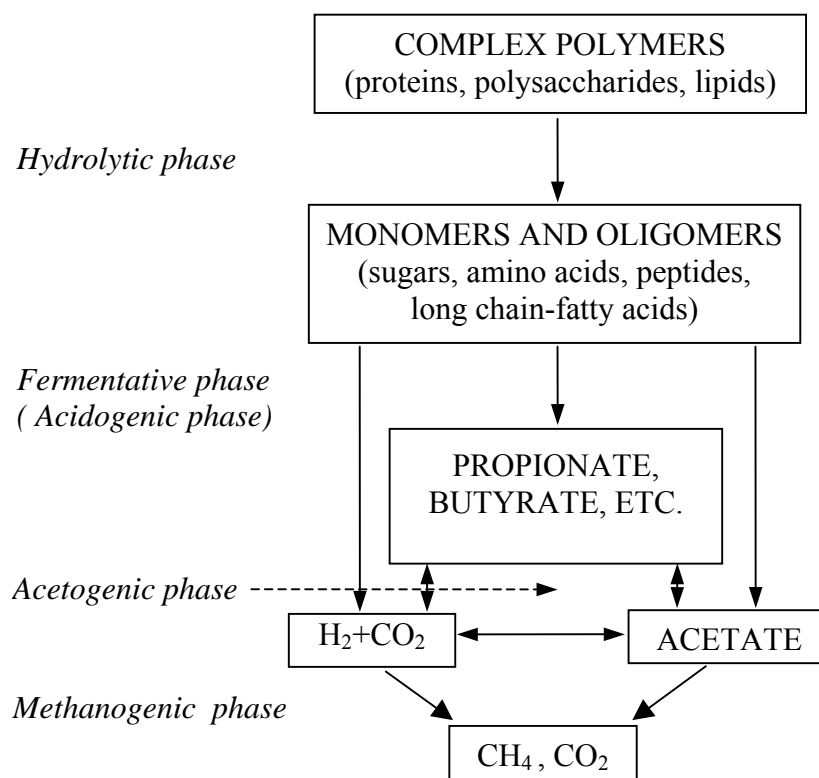 COMPLEX POLYMERS
(proteins, polysaccharides, lipids)
Hydrolytic phase
MONOMERS AND OLIGOMERS
(sugars, amino acids, peptides,
long chain-fatty acids)
Fermentative phase
( Acidogenic phase)
PROPIONATE,
BUTYRATE, ETC.
Acetogenic phase
H₂+CO₂
ACETATE
Methanogenic phase
CH₄ , CO₂